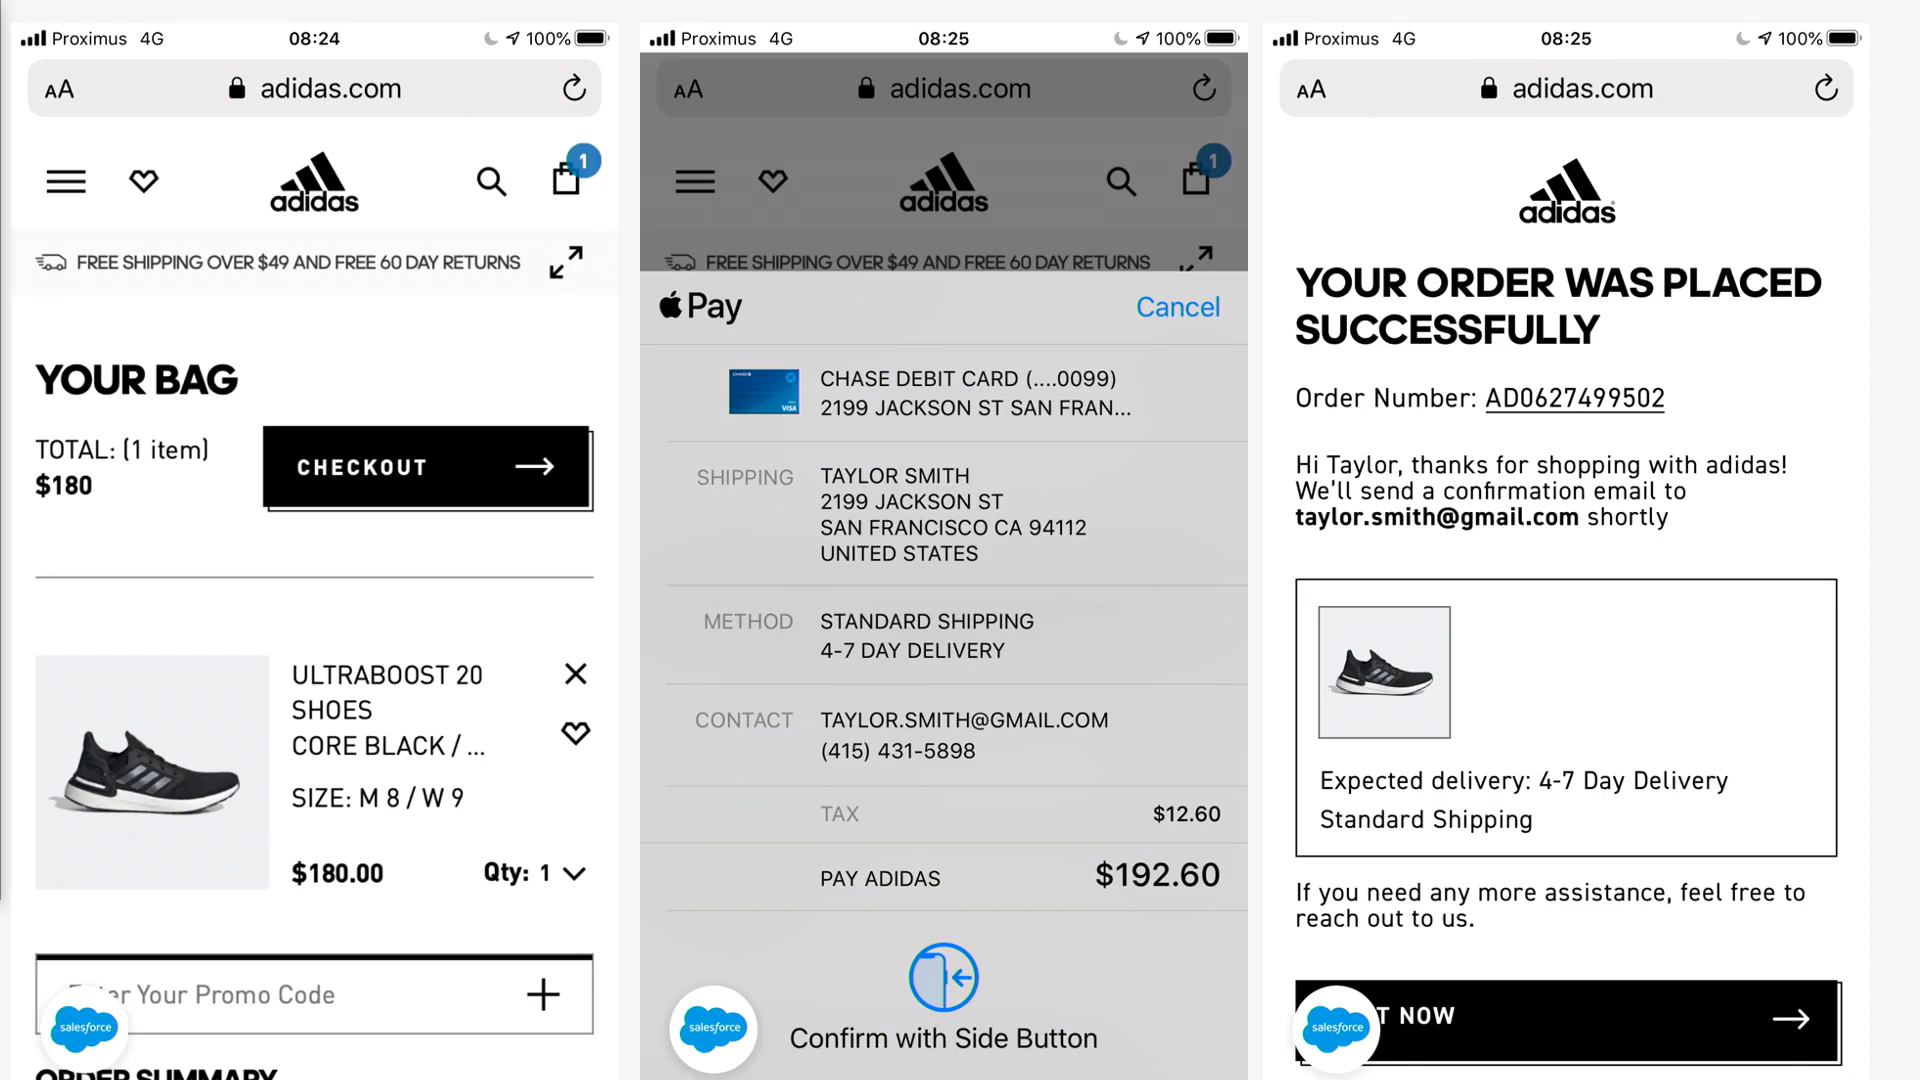 Proximus 4G 08:24 100%
AA adidas.com
1
adidas
FREE SHIPPING OVER $49 AND FREE 60 DAY RETURNS
YOUR BAG
TOTAL: (1 item)
$180
CHECKOUT
ULTRABOOST 20
SHOES
CORE BLACK / ...
SIZE: M 8 / W 9
$180.00 Qty: 1
Your Promo Code
salesforce
ORDER SUMMARY
Proximus 4G 08:25 100%
AA adidas.com
1
adidas
FREE SHIPPING OVER $49 AND FREE 60 DAY RETURNS
Pay Cancel
CHASE VISA
CHASE DEBIT CARD (....0099)
2199 JACKSON ST SAN FRAN...
SHIPPING TAYLOR SMITH
2199 JACKSON ST
SAN FRANCISCO CA 94112
UNITED STATES
METHOD STANDARD SHIPPING
4-7 DAY DELIVERY
CONTACT TAYLOR.SMITH@GMAIL.COM
(415) 431-5898
TAX $12.60
PAY ADIDAS $192.60
salesforce
Confirm with Side Button
Proximus 4G 08:25 100%
AA adidas.com
adidas
YOUR ORDER WAS PLACED
SUCCESSFULLY
Order Number: AD0627499502
Hi Taylor, thanks for shopping with adidas!
We'll send a confirmation email to
taylor.smith@gmail.com shortly
Expected delivery: 4-7 Day Delivery
Standard Shipping
If you need any more assistance, feel free to
reach out to us.
salesforce
T NOW